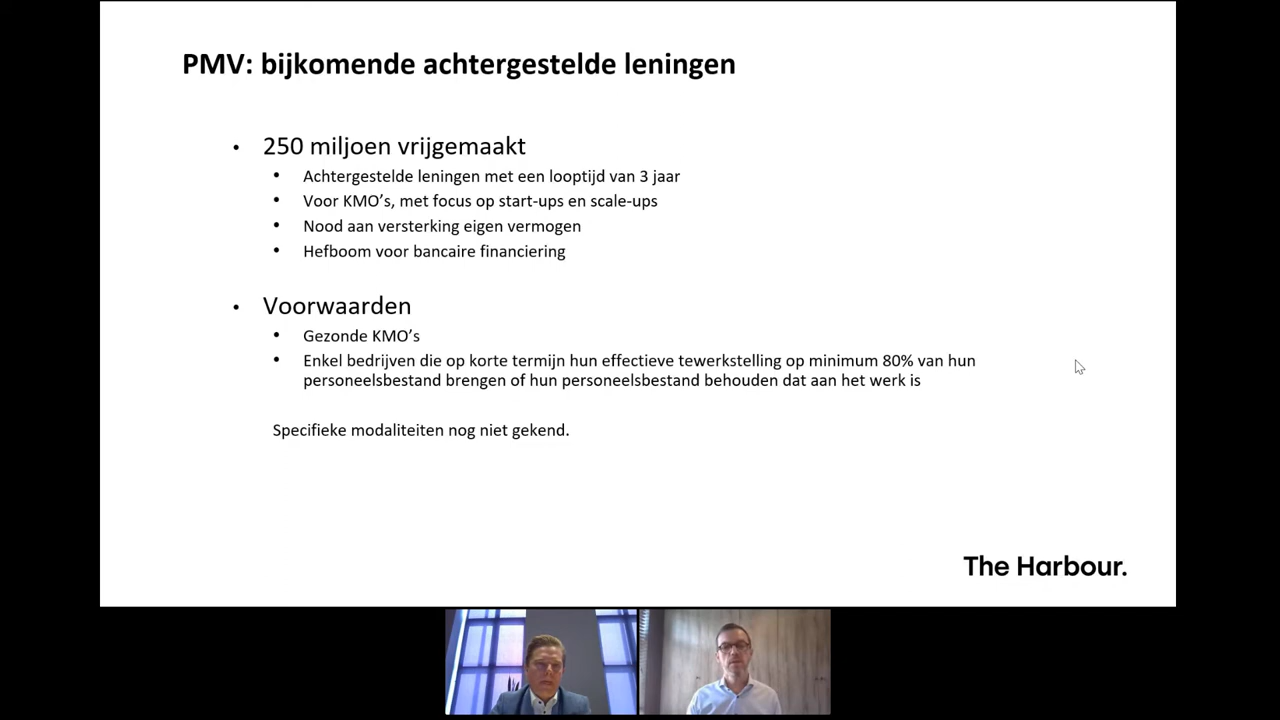 PMV: bijkomende achtergestelde leningen
• 250 miljoen vrijgemaakt
• Achtergestelde leningen met een looptijd van 3 jaar
• Voor KMO's, met focus op start-ups en scale-ups
• Nood aan versterking eigen vermogen
• Hefboom voor bancaire financiering
• Voorwaarden
• Gezonde KMO's
• Enkel bedrijven die op korte termijn hun effectieve tewerkstelling op minimum 80% van hun
personeelsbestand brengen of hun personeelsbestand behouden dat aan het werk is
Specifieke modaliteiten nog niet gekend.
The Harbour.